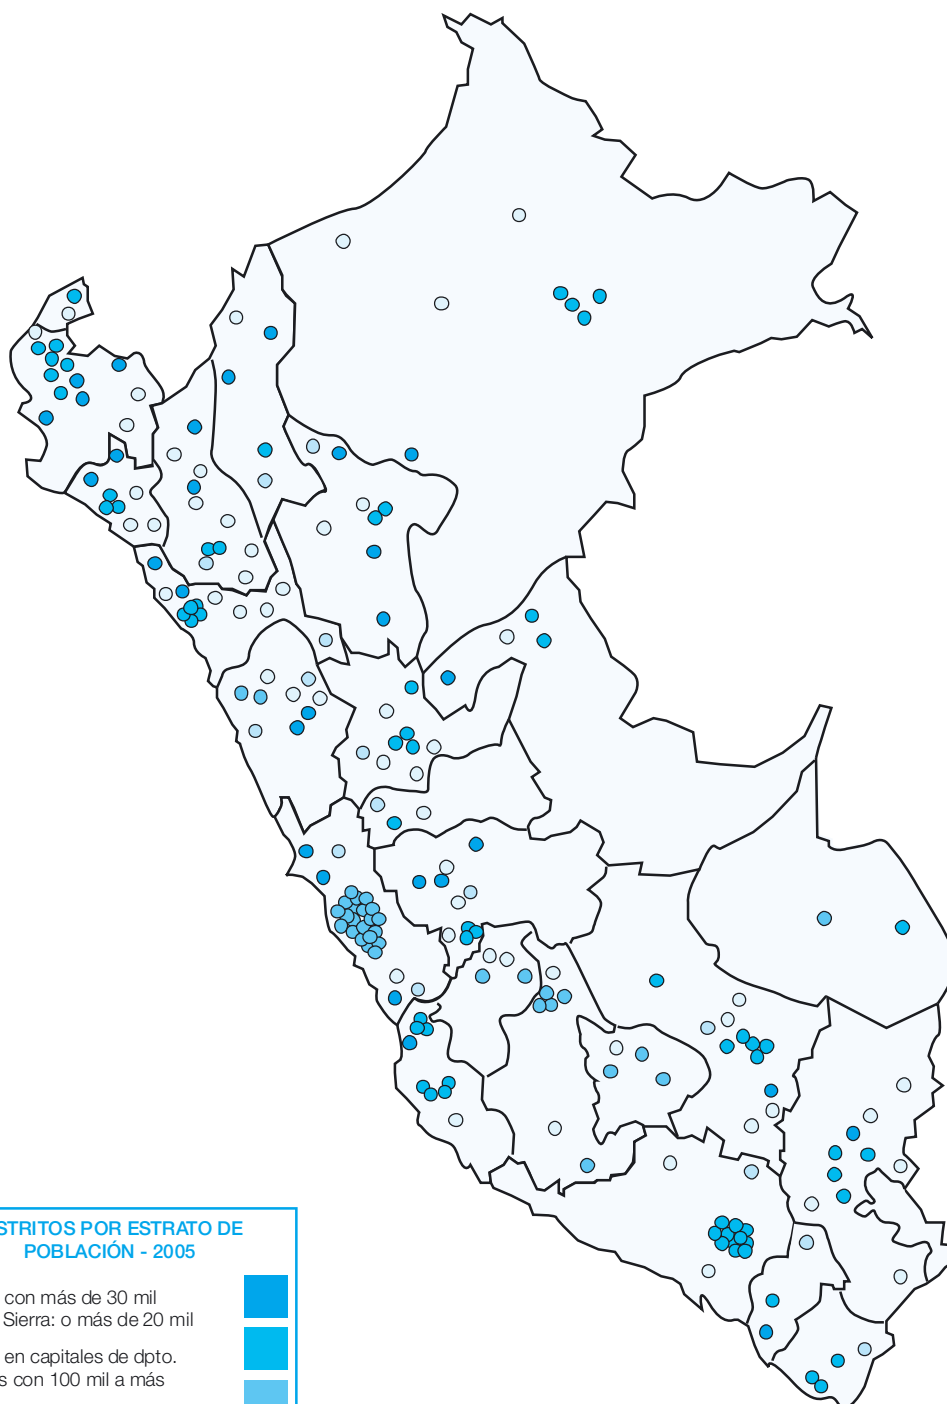 STRITOS POR ESTRATO DE
POBLACIÓN - 2005
con más de 30 mil
Sierra: o más de 20 mil
en capitales de dpto.
s con 100 mil a más